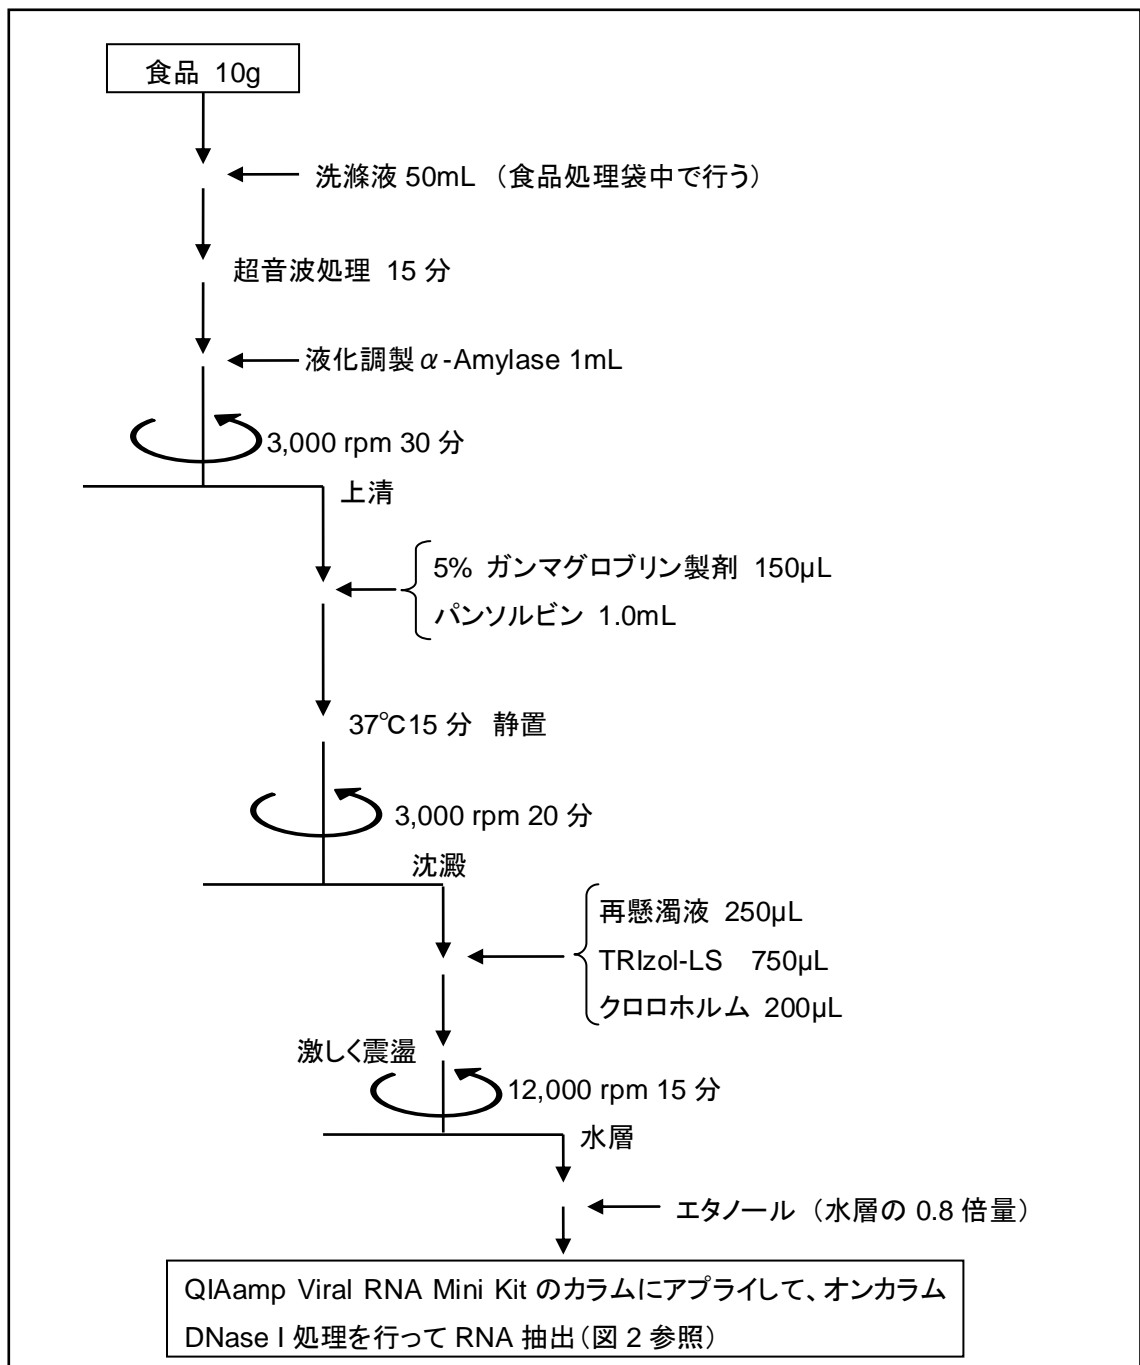 食品 10g
洗滌液 50mL （食品処理袋中で行う）
超音波処理 15 分
液化調製α-Amylase 1mL
3,000 rpm 30 分
上清
5% ガンマグロブリン製剤 150µL
パンソルビン 1.0mL
37℃15 分 静置
3,000 rpm 20 分
沈澱
再懸濁液 250µL
TRIzol-LS 750µL
クロロホルム 200µL
激しく震盪
12,000 rpm 15 分
水層
エタノール （水層の 0.8 倍量）
QIAamp Viral RNA Mini Kit のカラムにアプライして、オンカラム
DNase I 処理を行って RNA 抽出（図 2 参照）